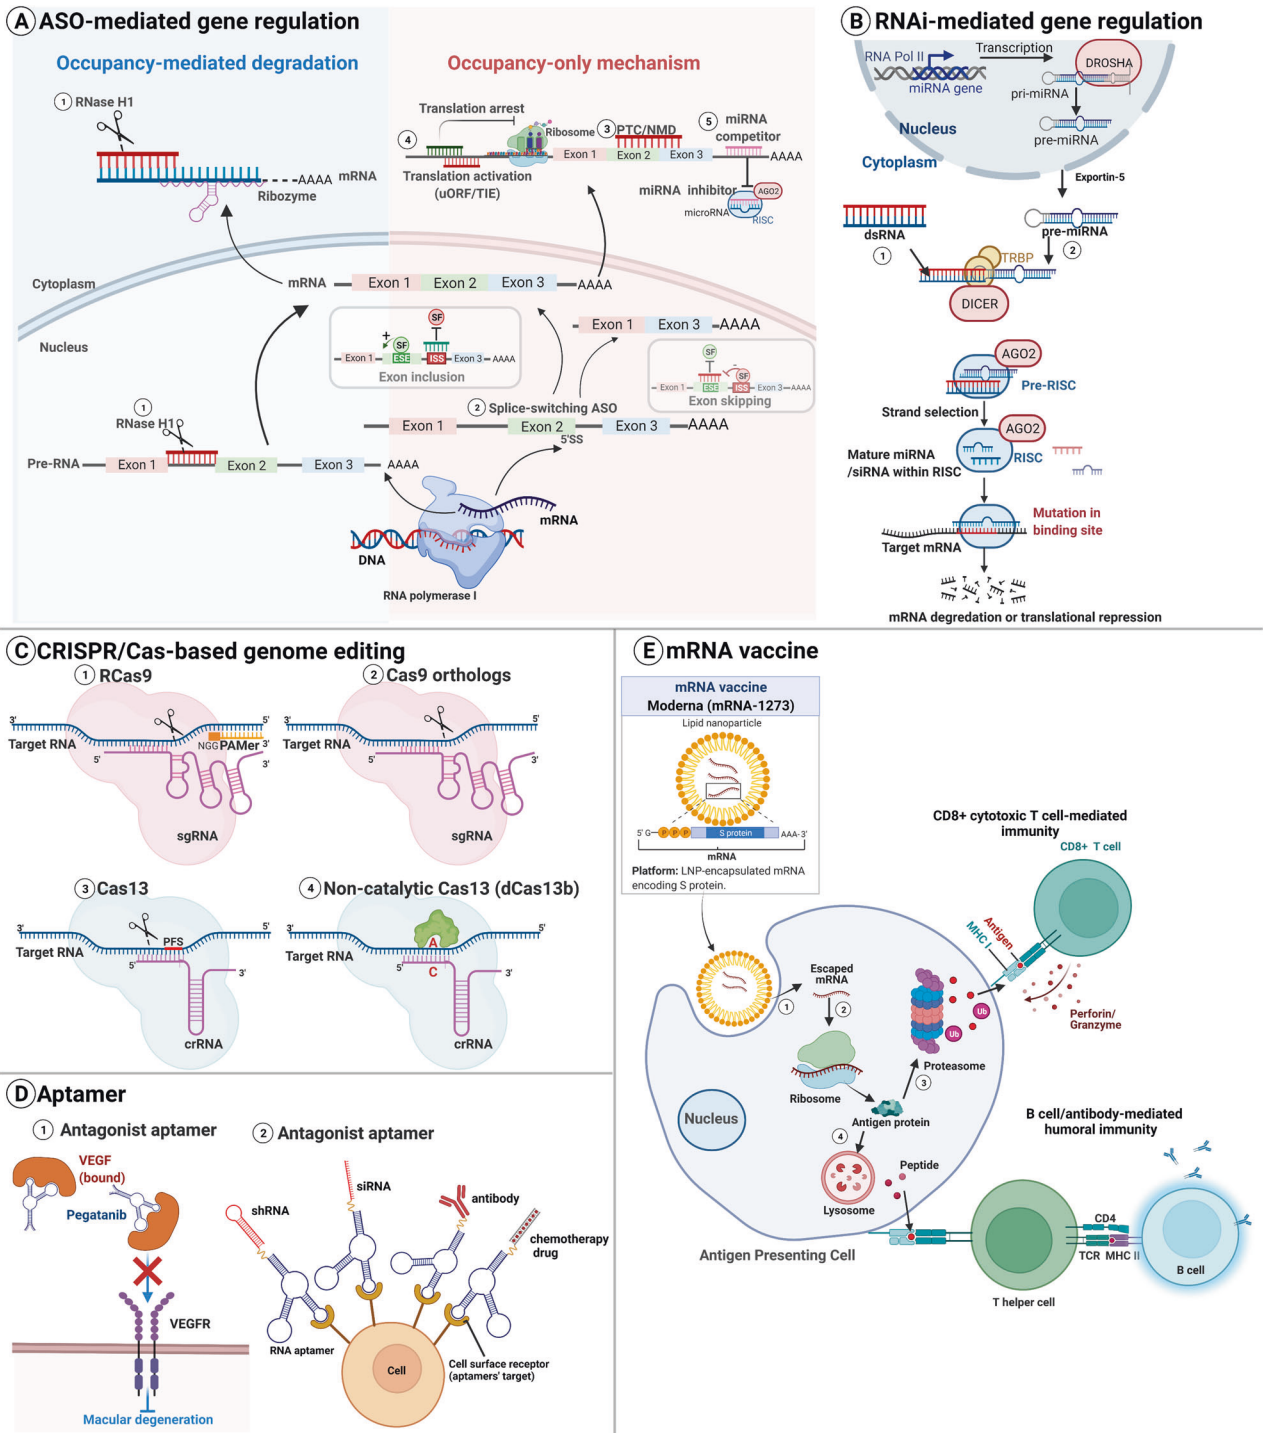 A ASO-mediated gene regulation
Occupancy-mediated degradation
Occupancy-only mechanism
1 RNase H1
AAAA mRNA
Ribozyme
Translation arrest
4
Ribosome
3 PTC/NMD
5 miRNA
competitor
Exon 1 Exon 2 Exon 3
AAAA
Translation activation
(uORF/TIE)
miRNA inhibitor
AGO2
microRNA
RISC
Cytoplasm
mRNA
Exon 1 Exon 2 Exon 3
AAAA
Nucleus
SF
+
SF
Exon 1 ESE ISS Exon 3 AAAA
Exon inclusion
Exon 1 Exon 3 AAAA
SF
- SF
Exon 1 ESE ISS Exon 3 AAAA
Exon skipping
1
RNase H1
2 Splice-switching ASO
Exon 1 Exon 2 Exon 3 AAAA
5'SS
Pre-RNA Exon 1 Exon 2 Exon 3 AAAA
mRNA
DNA
RNA polymerase I
B RNAi-mediated gene regulation
RNA Pol II
Transcription
DROSHA
miRNA gene
pri-miRNA
Nucleus
pre-miRNA
Cytoplasm
Exportin-5
dsRNA
pre-miRNA
1
2
TRBP
DICER
AGO2
Pre-RISC
Strand selection
AGO2
Mature miRNA
/siRNA within RISC
RISC
Mutation in
binding site
Target mRNA
mRNA degredation or translational repression
C CRISPR/Cas-based genome editing
1 RCas9
3' 5'
Target RNA
NGG PAMer 3'
5' 3'
sgRNA
2 Cas9 orthologs
3' 5'
Target RNA
5' 3'
sgRNA
3 Cas13
3' 5'
PFS
Target RNA
5' 3'
crRNA
4 Non-catalytic Cas13 (dCas13b)
3' 5'
A
Target RNA
5' C 3'
crRNA
D Aptamer
1 Antagonist aptamer
VEGF
(bound)
Pegatanib
VEGFR
Macular degeneration
2 Antagonist aptamer
siRNA
shRNA
antibody
chemotherapy
drug
RNA aptamer
Cell
Cell surface receptor
(aptamers' target)
E mRNA vaccine
mRNA vaccine
Moderna (mRNA-1273)
Lipid nanoparticle
5' G P P P S protein AAA-3'
mRNA
Platform: LNP-encapsulated mRNA
encoding S protein.
CD8+ cytotoxic T cell-mediated
immunity
CD8+ T cell
Antigen
MHC I
Perforin/
Granzyme
Escaped
mRNA
1
2
Ub
Ub
Proteasome
3
Ribosome
Antigen protein
Nucleus
4
Peptide
Lysosome
Antigen Presenting Cell
B cell/antibody-mediated
humoral immunity
CD4
TCR MHC II
B cell
T helper cell